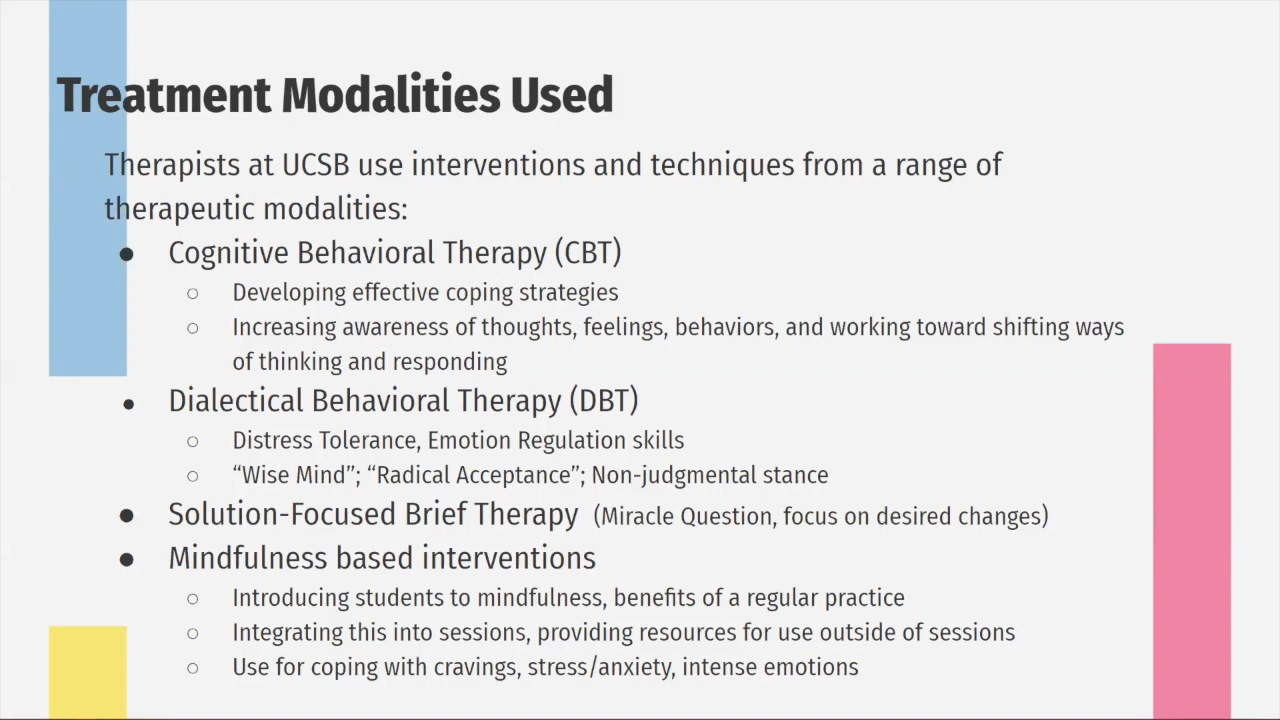 Treatment Modalities Used
Therapists at UCSB use interventions and techniques from a range of
therapeutic modalities:
● Cognitive Behavioral Therapy (CBT)
○ Developing effective coping strategies
○ Increasing awareness of thoughts, feelings, behaviors, and working toward shifting ways
of thinking and responding
● Dialectical Behavioral Therapy (DBT)
○ Distress Tolerance, Emotion Regulation skills
○ “Wise Mind”; “Radical Acceptance”; Non-judgmental stance
● Solution-Focused Brief Therapy (Miracle Question, focus on desired changes)
● Mindfulness based interventions
○ Introducing students to mindfulness, benefits of a regular practice
○ Integrating this into sessions, providing resources for use outside of sessions
○ Use for coping with cravings, stress/anxiety, intense emotions